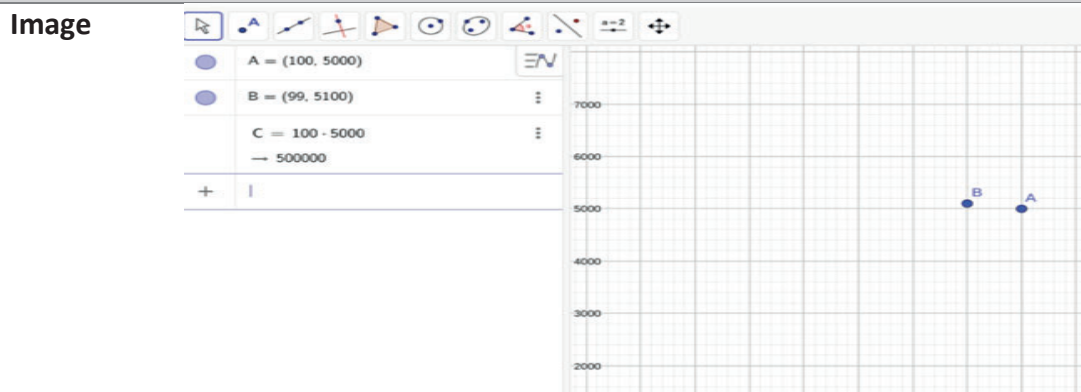 Image
A
a=2
A = (100, 5000)
B = (99, 5100)
C = 100 · 5000
→ 500000
+
7000
6000
B
A
5000
4000
3000
2000